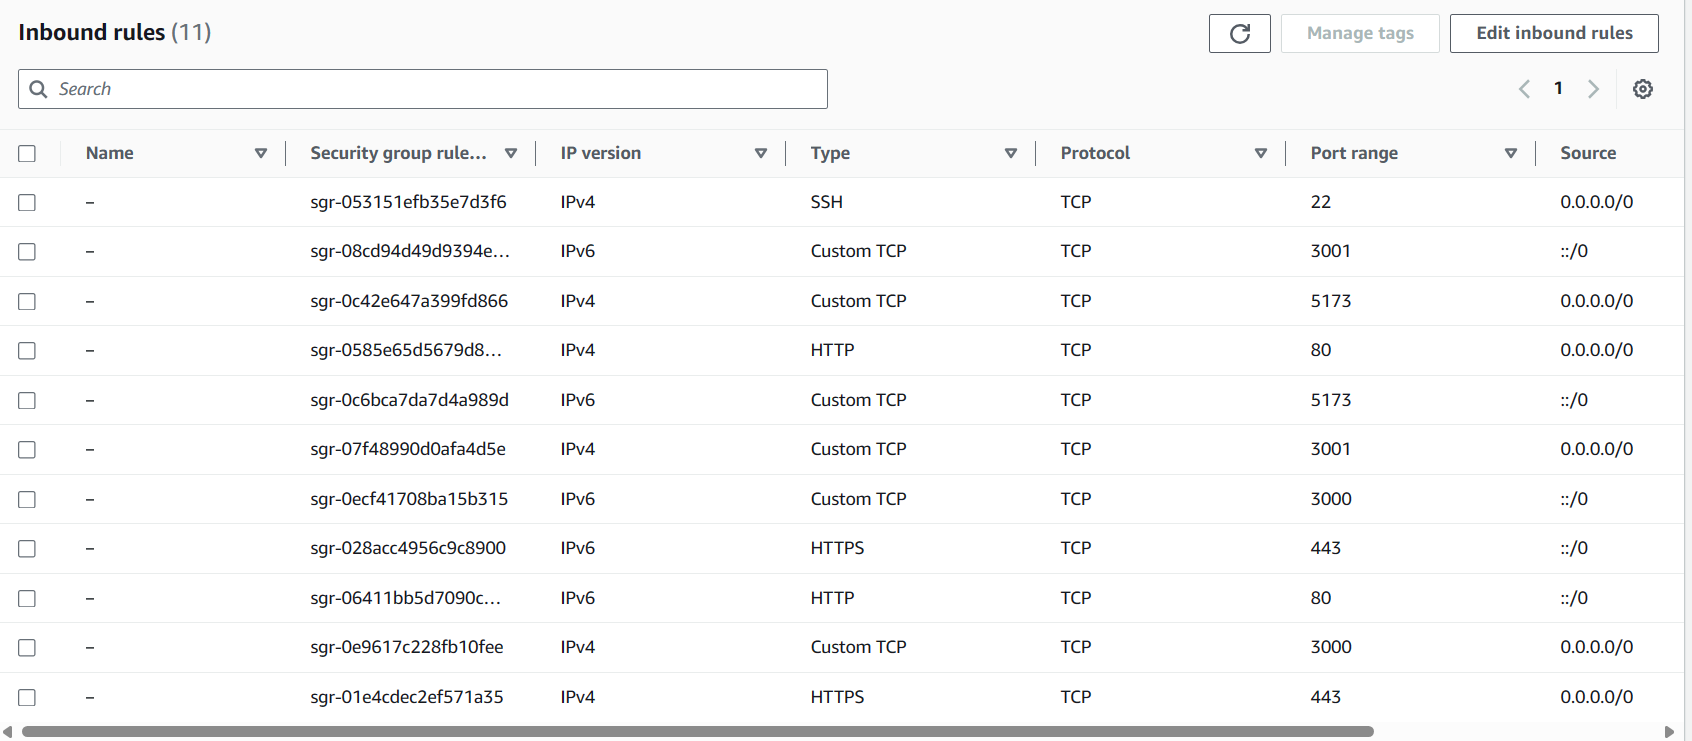 Inbound rules (11)
Manage tags
Edit inbound rules
Search
1
Name Security group rule... IP version Type Protocol Port range Source
– sgr-053151efb35e7d3f6 IPv4 SSH TCP 22 0.0.0.0/0
– sgr-08cd94d49d9394e... IPv6 Custom TCP TCP 3001 ::/0
– sgr-0c42e647a399fd866 IPv4 Custom TCP TCP 5173 0.0.0.0/0
– sgr-0585e65d5679d8... IPv4 HTTP TCP 80 0.0.0.0/0
– sgr-0c6bca7da7d4a989d IPv6 Custom TCP TCP 5173 ::/0
– sgr-07f48990d0afa4d5e IPv4 Custom TCP TCP 3001 0.0.0.0/0
– sgr-0ecf41708ba15b315 IPv6 Custom TCP TCP 3000 ::/0
– sgr-028acc4956c9c8900 IPv6 HTTPS TCP 443 ::/0
– sgr-06411bb5d7090c... IPv6 HTTP TCP 80 ::/0
– sgr-0e9617c228fb10fee IPv4 Custom TCP TCP 3000 0.0.0.0/0
– sgr-01e4cdec2ef571a35 IPv4 HTTPS TCP 443 0.0.0.0/0